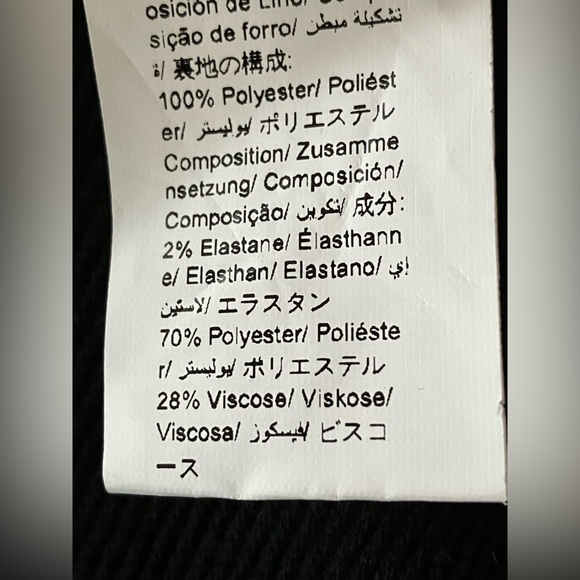 osición de
sição de forro/ تشكيلة مبطن
ة/ 裏地の構成:
100% Polyester/ Poliést
er/ بوليستر/ ポリエステル
Composition/ Zusamme
nsetzung/ Composición/
Composição/ تكوين/ 成分:
2% Elastane/ Élasthann
e/ Elasthan/ Elastano/ إي
لاستين/ エラスタン
70% Polyester/ Poliéste
r/ بوليستر/ ポリエステル
28% Viscose/ Viskose/
Viscosa/ فيسكوز/ ビスコ
ース